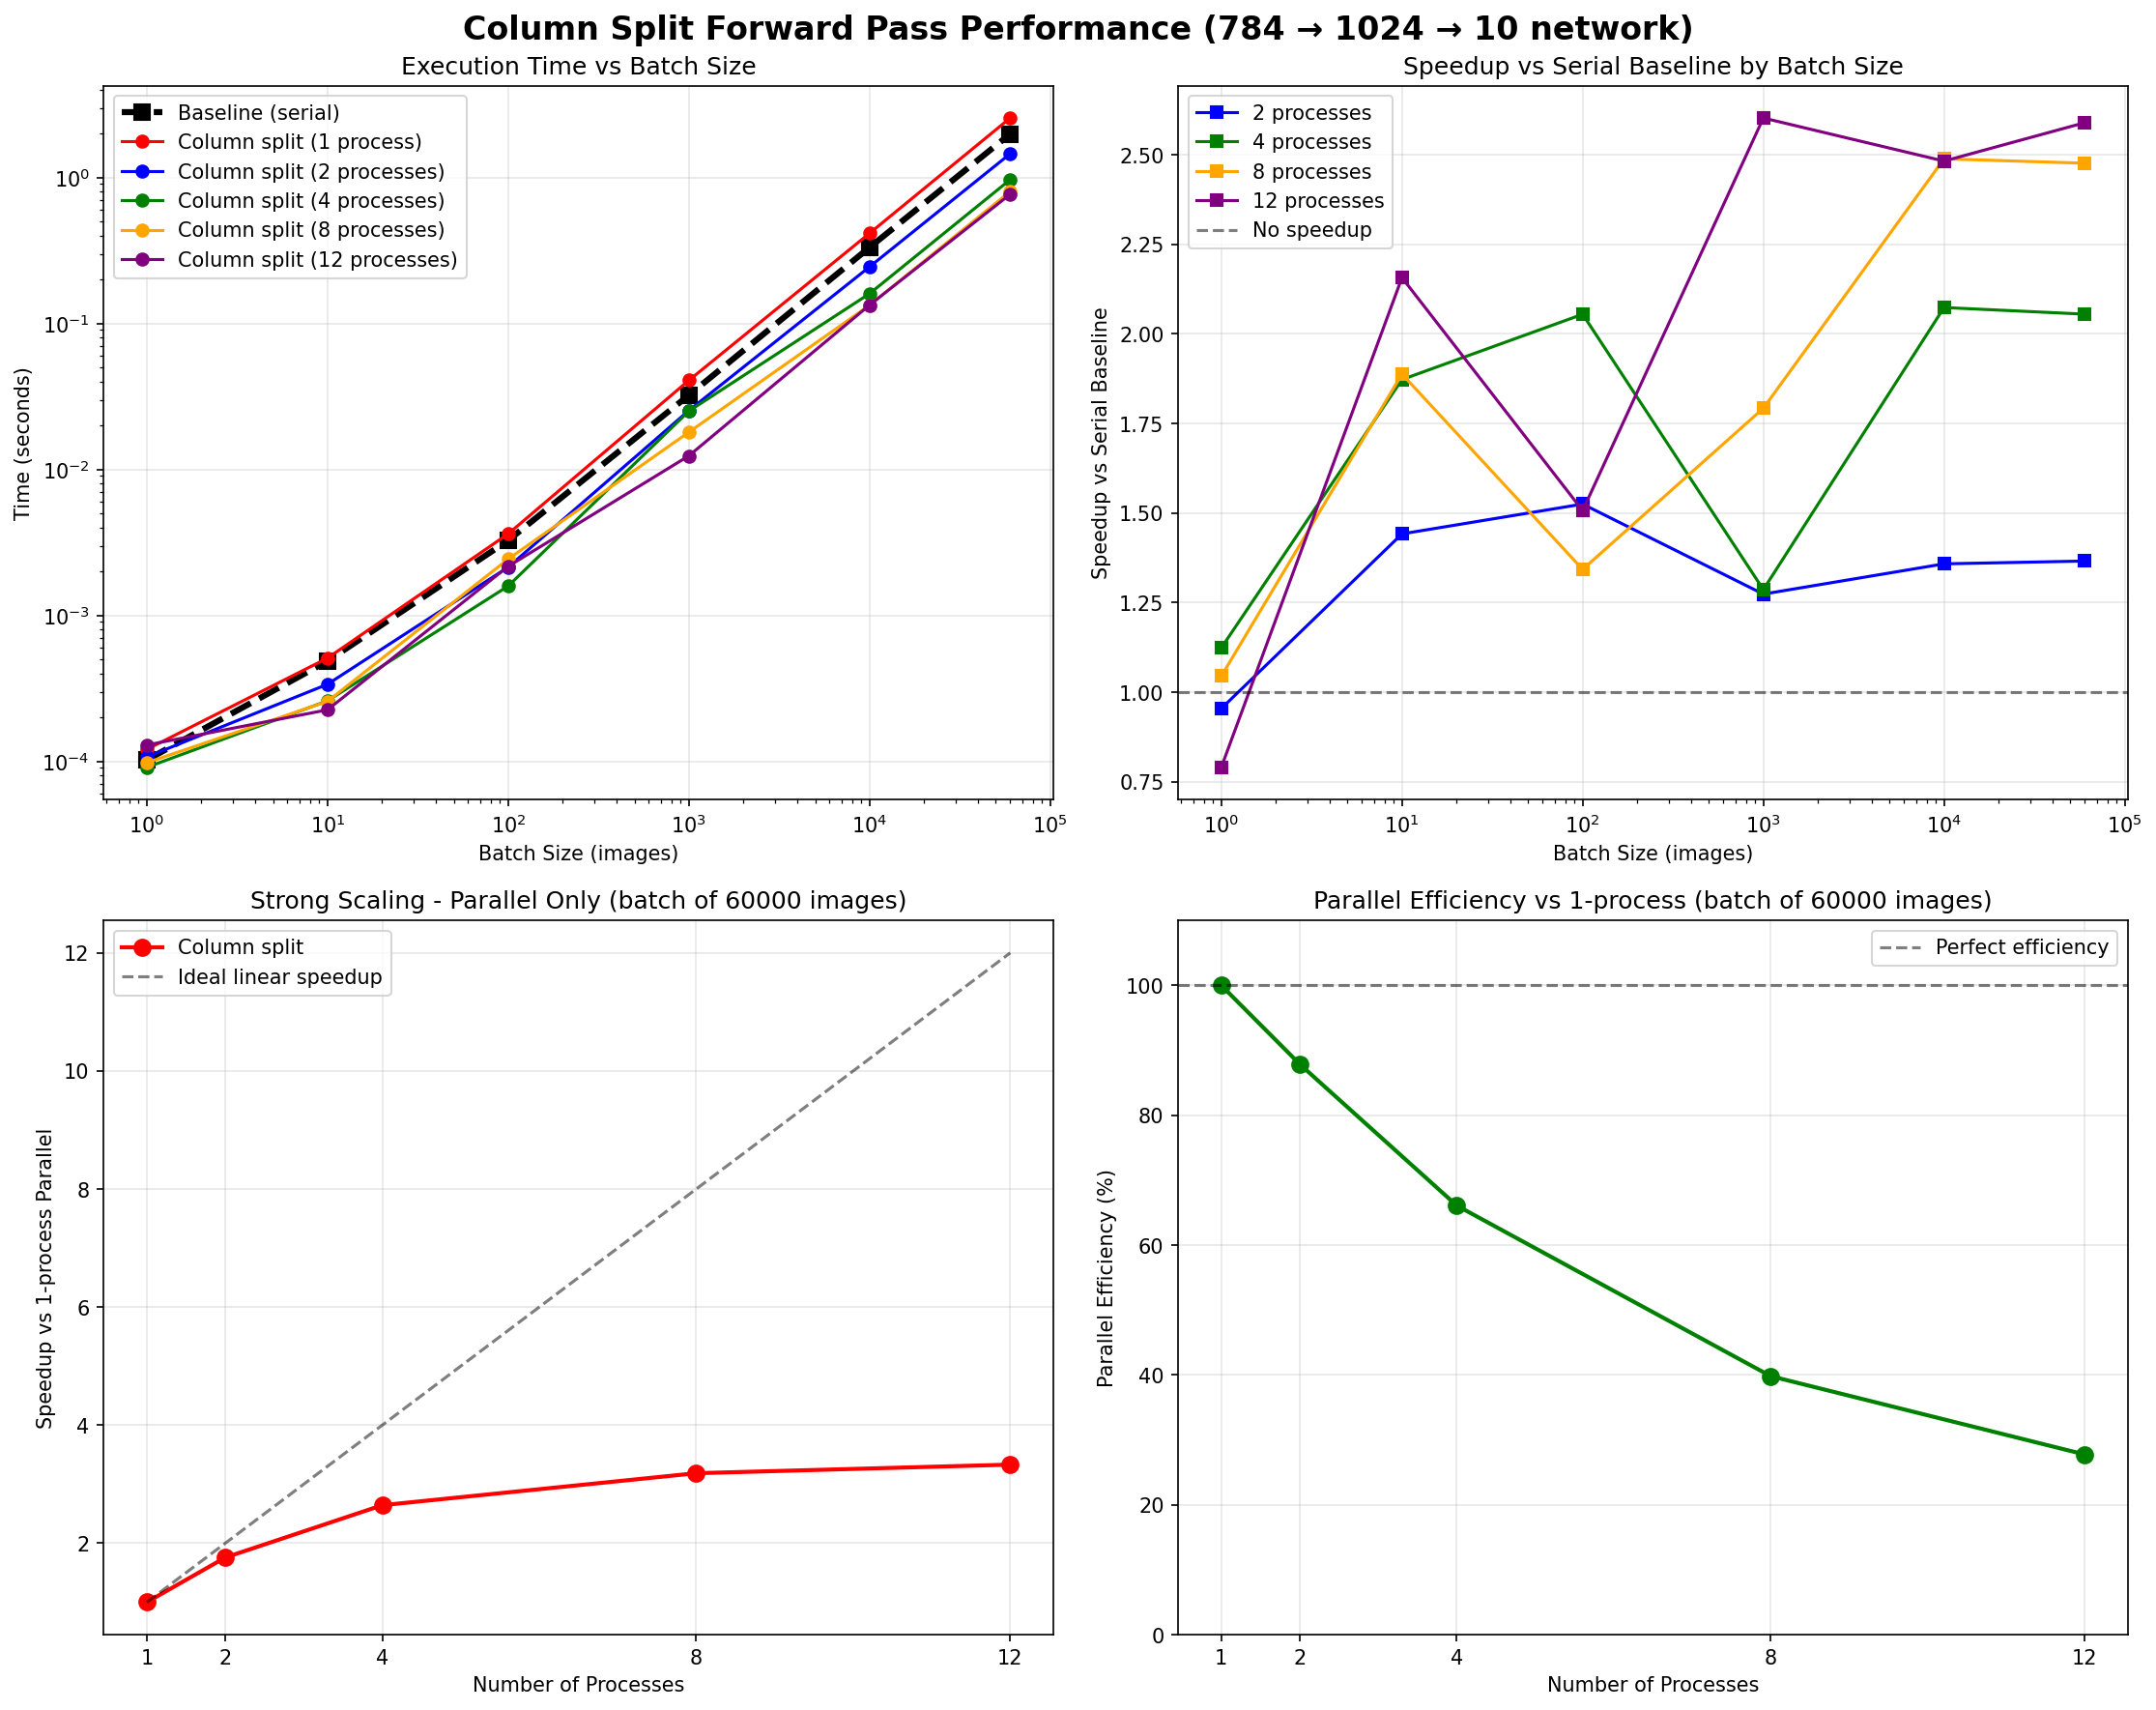 Column Split Forward Pass Performance (784 → 1024 → 10 network)
Execution Time vs Batch Size
Baseline (serial)
Column split (1 process)
Column split (2 processes)
Column split (4 processes)
Column split (8 processes)
Column split (12 processes)
Time (seconds)
10⁰
10⁻¹
10⁻²
10⁻³
10⁻⁴
10⁰ 10¹ 10² 10³ 10⁴ 10⁵
Batch Size (images)
Speedup vs Serial Baseline by Batch Size
2 processes
4 processes
8 processes
12 processes
No speedup
Speedup vs Serial Baseline
2.50
2.25
2.00
1.75
1.50
1.25
1.00
0.75
10⁰ 10¹ 10² 10³ 10⁴ 10⁵
Batch Size (images)
Strong Scaling - Parallel Only (batch of 60000 images)
Column split
Ideal linear speedup
Speedup vs 1-process Parallel
12
10
8
6
4
2
1 2 4 8 12
Number of Processes
Parallel Efficiency vs 1-process (batch of 60000 images)
Perfect efficiency
Parallel Efficiency (%)
100
80
60
40
20
0
1 2 4 8 12
Number of Processes